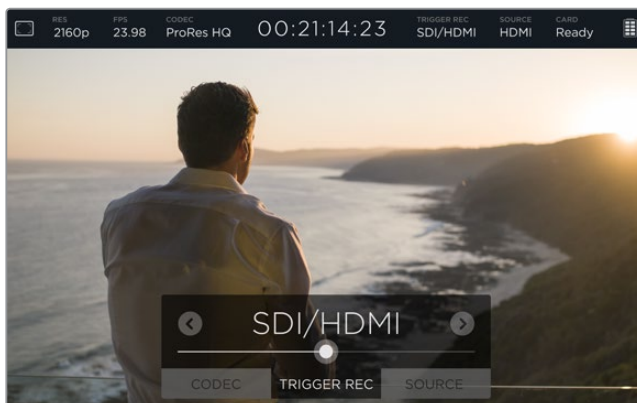 RES FPS CODEC TRIGGER REC SOURCE CARD
2160p 23.98 ProRes HQ 00:21:14:23 SDI/HDMI HDMI Ready
SDI/HDMI
CODEC TRIGGER REC SOURCE